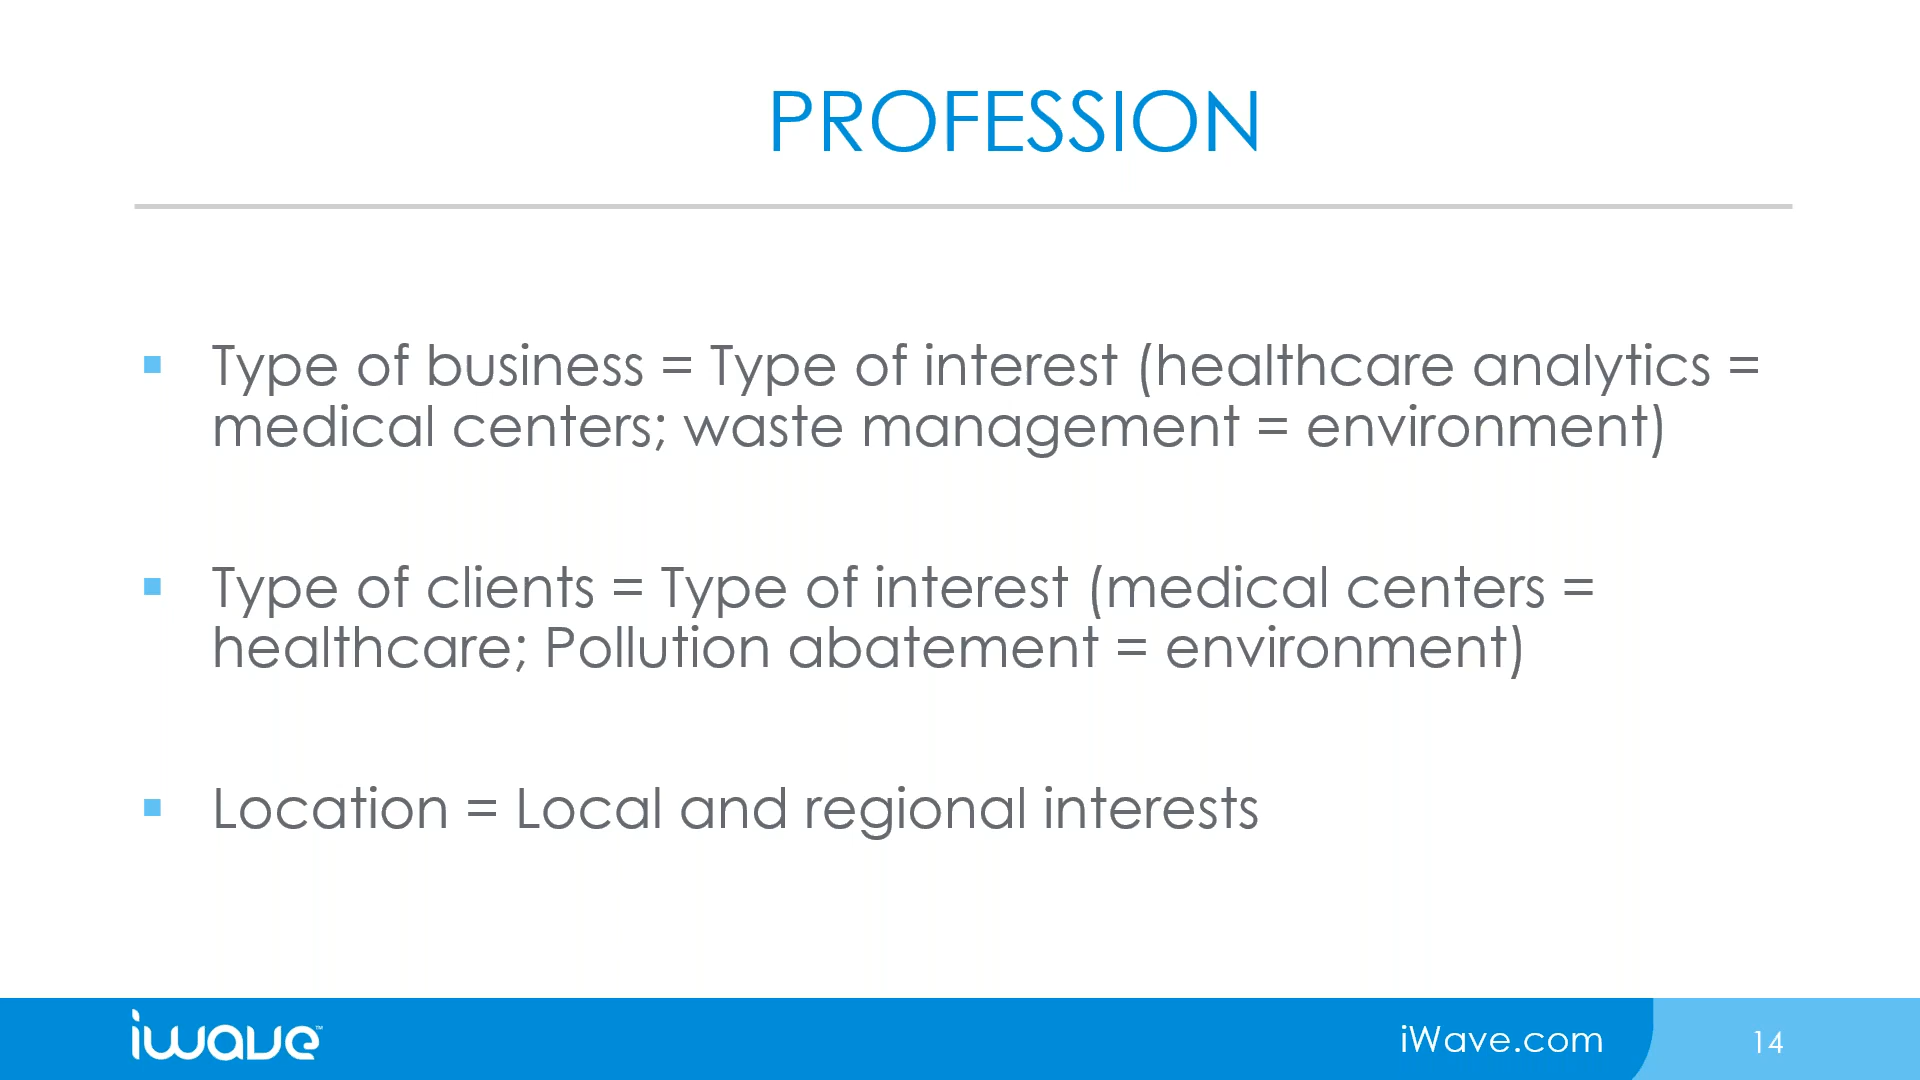 PROFESSION
▪ Type of business = Type of interest (healthcare analytics =
medical centers; waste management = environment)
▪ Type of clients = Type of interest (medical centers =
healthcare; Pollution abatement = environment)
▪ Location = Local and regional interests
iwave™
iWave.com
14